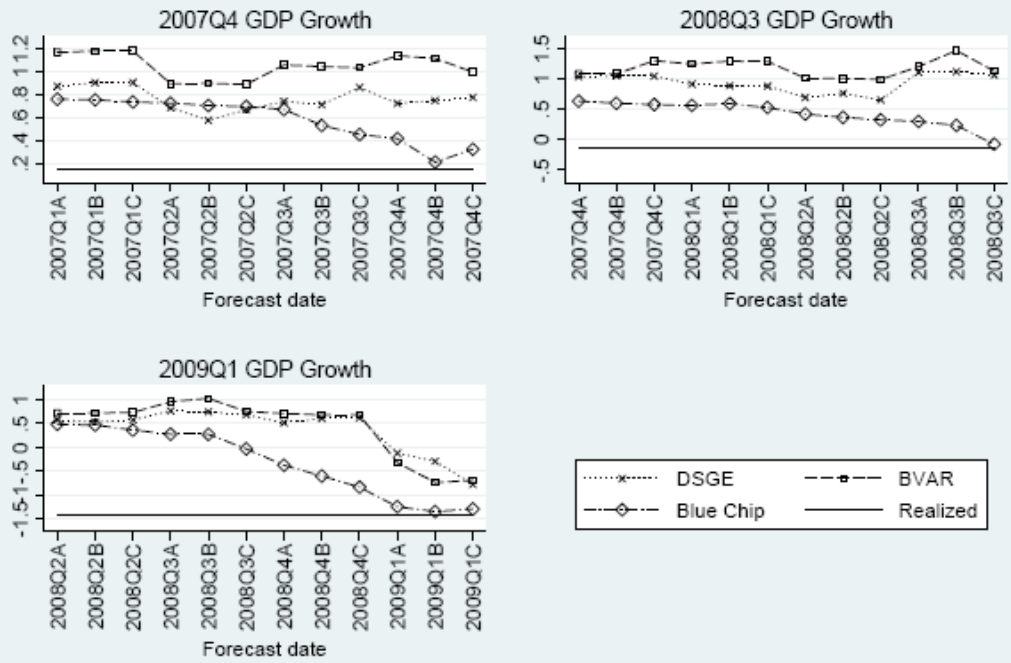 2007Q4 GDP Growth
.2 .4 .6 .8 1 1.2
2007Q1A 2007Q1B 2007Q1C 2007Q2A 2007Q2B 2007Q2C 2007Q3A 2007Q3B 2007Q3C 2007Q4A 2007Q4B 2007Q4C
Forecast date
2008Q3 GDP Growth
-.5 0 .5 1 1.5
2007Q4A 2007Q4B 2007Q4C 2008Q1A 2008Q1B 2008Q1C 2008Q2A 2008Q2B 2008Q2C 2008Q3A 2008Q3B 2008Q3C
Forecast date
2009Q1 GDP Growth
-1.5 -1 -.5 0 .5 1
2008Q2A 2008Q2B 2008Q2C 2008Q3A 2008Q3B 2008Q3C 2008Q4A 2008Q4B 2008Q4C 2009Q1A 2009Q1B 2009Q1C
Forecast date
DSGE BVAR
Blue Chip Realized